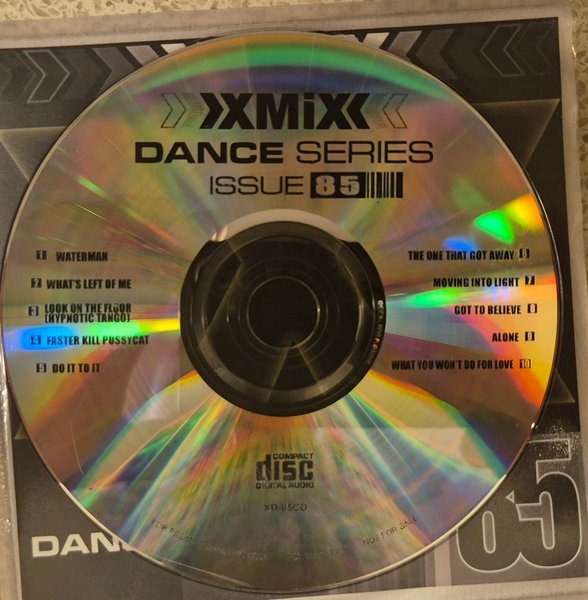 XMiX
DANCE SERIES
ISSUE 85
1 WATERMAN
2 WHAT'S LEFT OF ME
3 LOOK ON THE FLOOR
(HYPNOTIC TANGO)
4 FASTER KILL PUSSYCAT
5 DO IT TO IT
THE ONE THAT GOT AWAY 6
MOVING INTO LIGHT 7
GOT TO BELIEVE 8
ALONE 9
WHAT YOU WON'T DO FOR LOVE 10
COMPACT
disc
DIGITAL AUDIO
XD-85CD
NOT FOR SALE
DAN
85